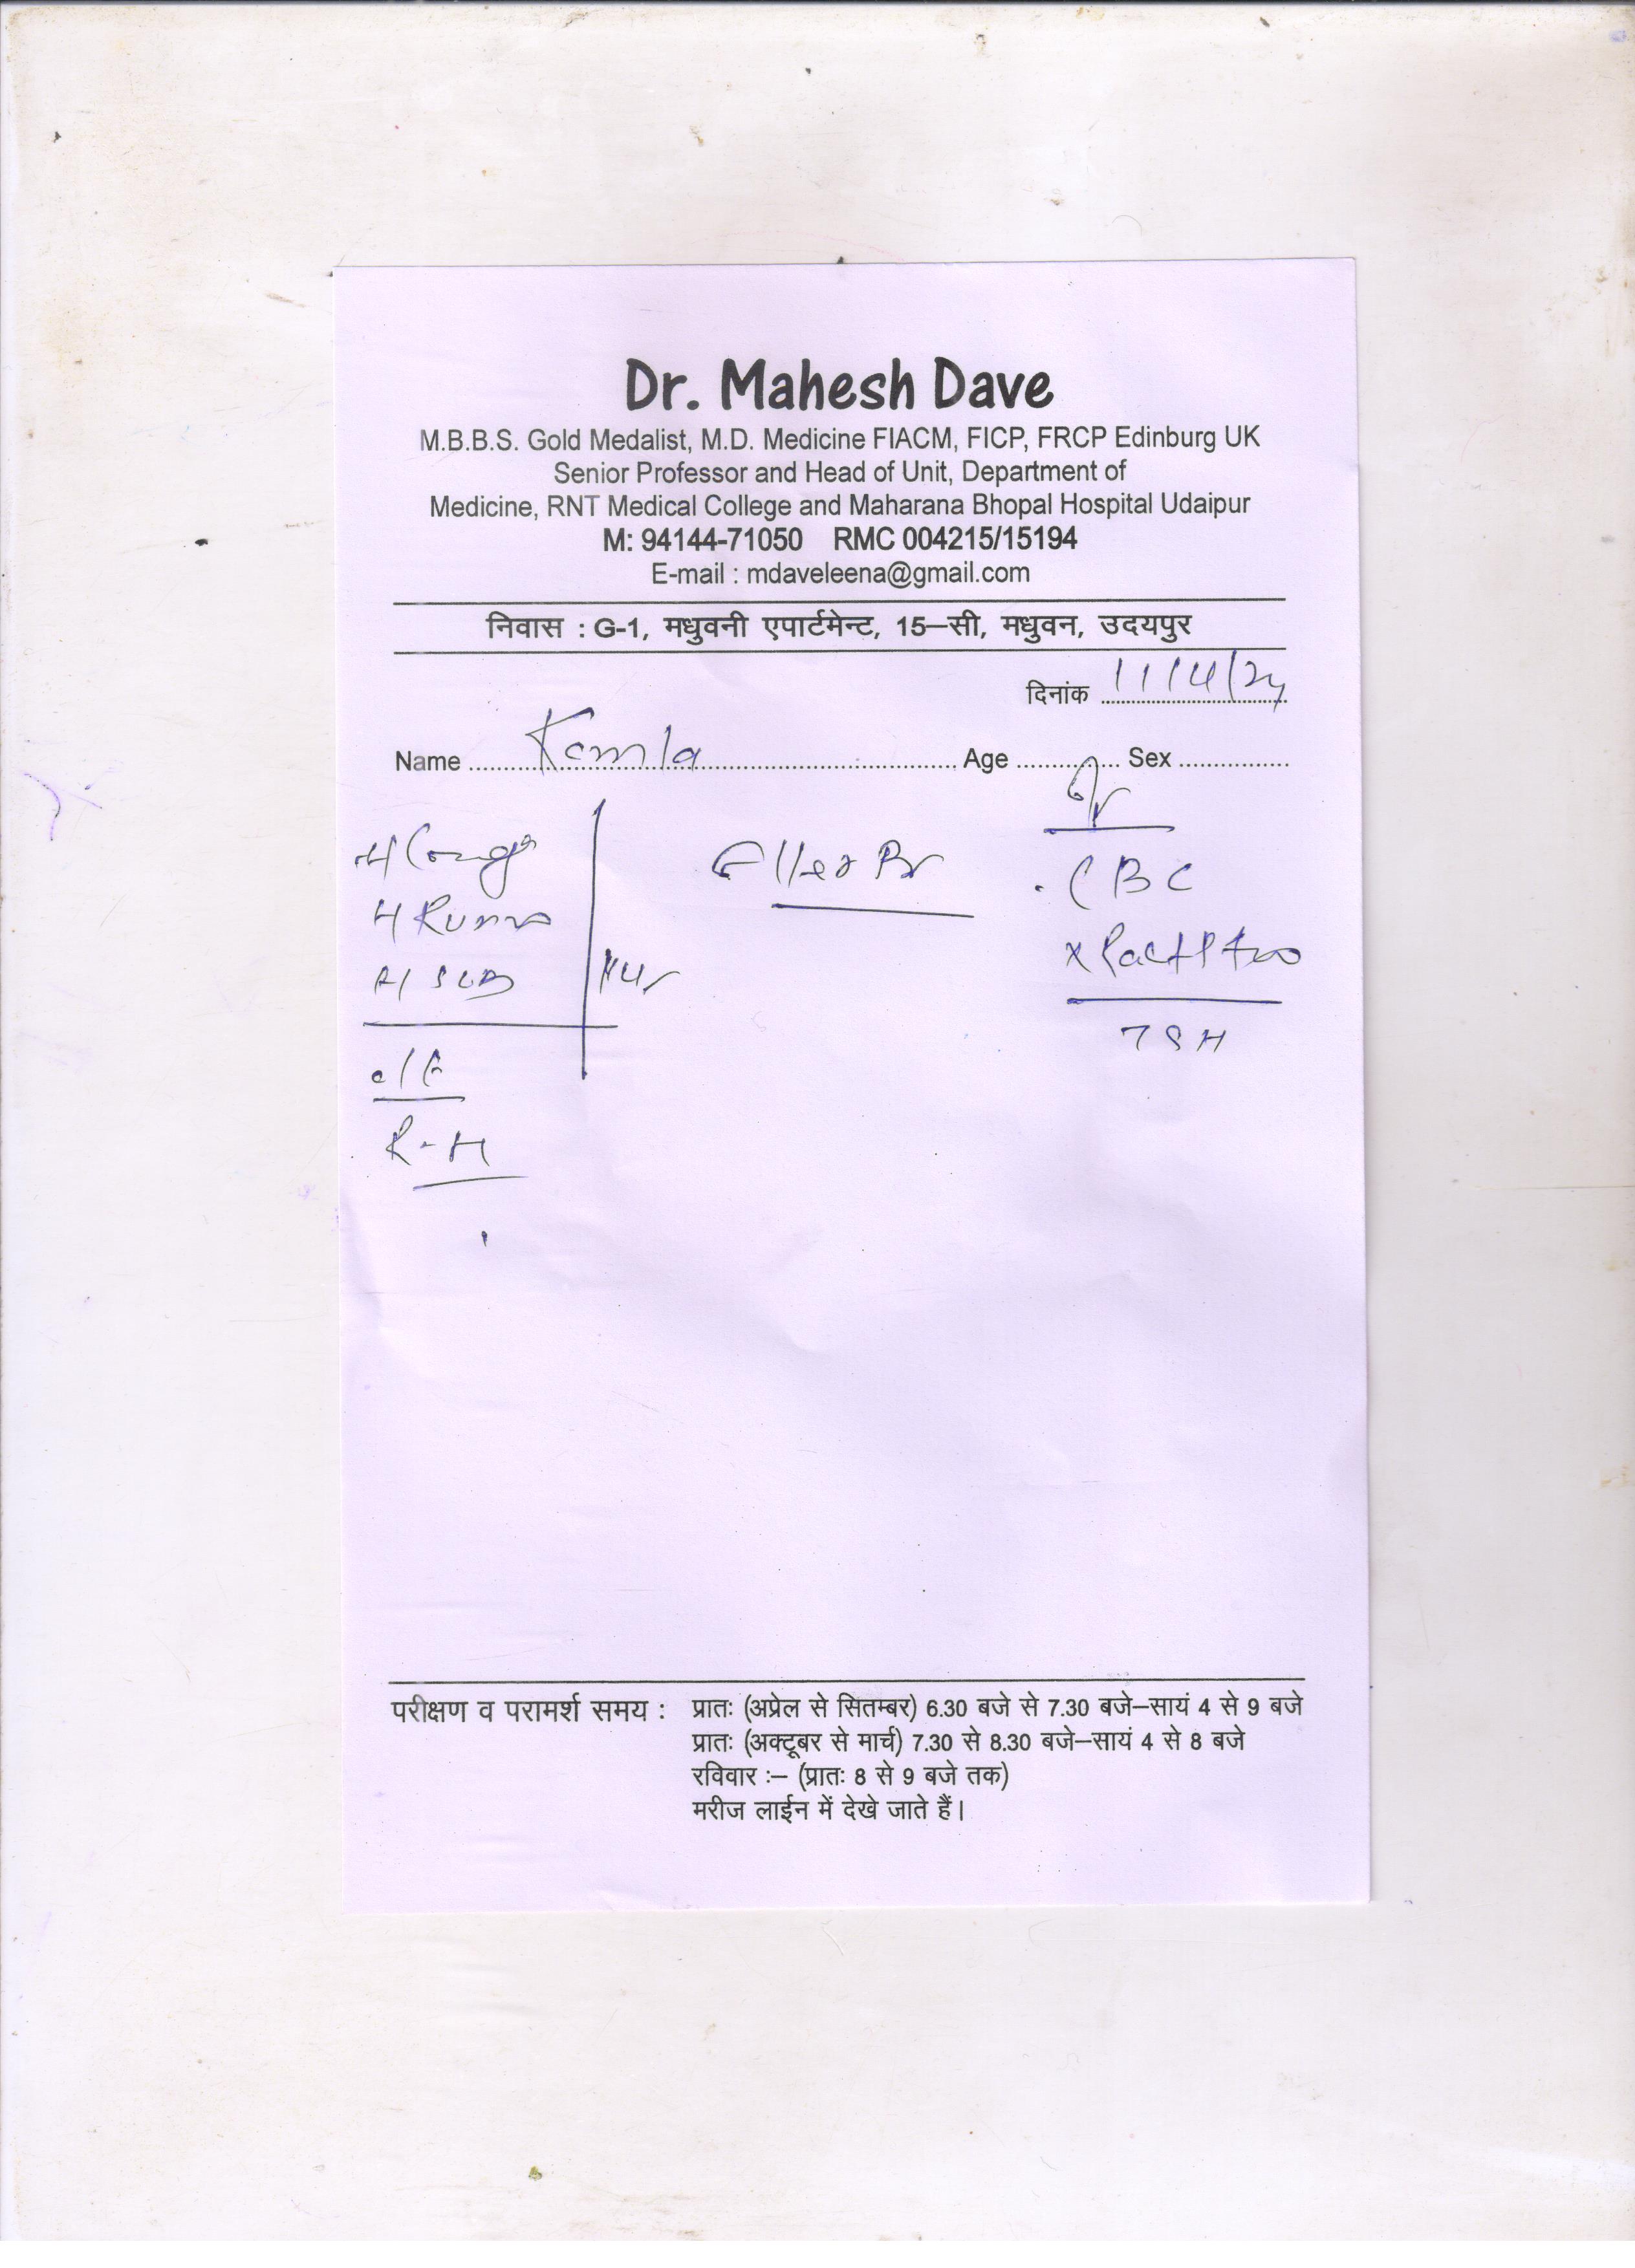 Dr. Mahesh Dave
M.B.B.S. Gold Medalist, M.D. Medicine FIACM, FICP, FRCP Edinburg UK
Senior Professor and Head of Unit, Department of
Medicine, RNT Medical College and Maharana Bhopal Hospital Udaipur
M: 94144-71050 RMC 004215/15194
E-mail : mdaveleena@gmail.com
निवास : G-1, मधुवनी एपार्टमेन्ट, 15–सी, मधुवन, उदयपुर
दिनांक 11/4/24
Name Kamla Age Sex
CBC
TSH
O/E
परीक्षण व परामर्श समय : प्रातः (अप्रेल से सितम्बर) 6.30 बजे से 7.30 बजे–सायं 4 से 9 बजे
प्रातः (अक्टूबर से मार्च) 7.30 से 8.30 बजे–सायं 4 से 8 बजे
रविवार :– (प्रातः 8 से 9 बजे तक)
मरीज लाईन में देखे जाते हैं।